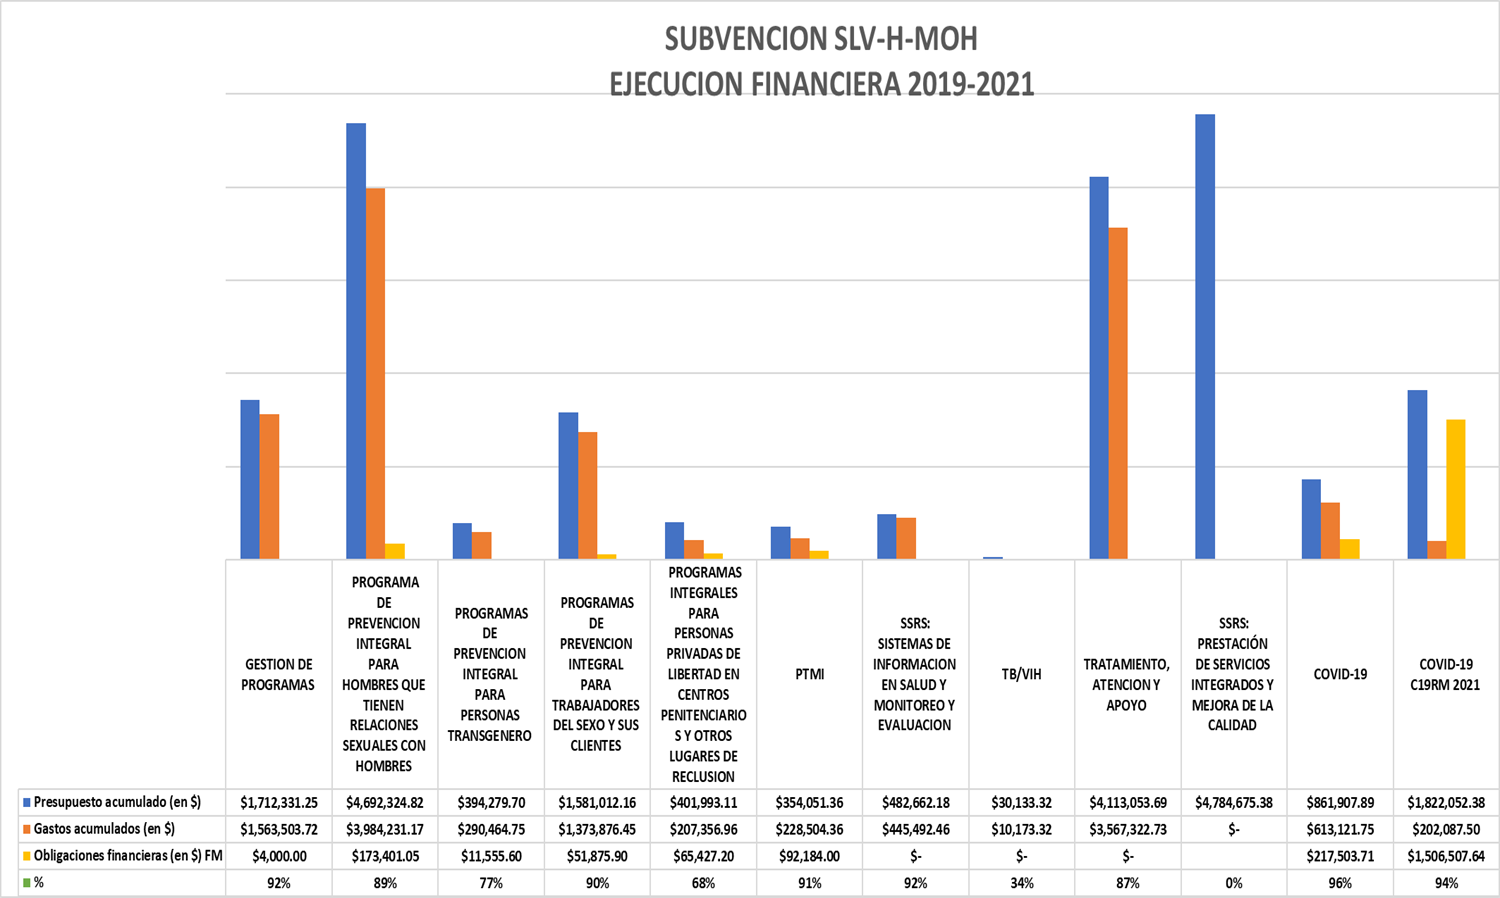 SUBVENCION SLV-H-MOH
EJECUCION FINANCIERA 2019-2021
GESTION DE
PROGRAMAS
PROGRAMA
DE
PREVENCION
INTEGRAL
PARA
HOMBRES QUE
TIENEN
RELACIONES
SEXUALES CON
HOMBRES
PROGRAMAS
DE
PREVENCION
INTEGRAL
PARA
PERSONAS
TRANSGENERO
PROGRAMAS
DE
PREVENCION
INTEGRAL
PARA
TRABAJADORES
DEL SEXO Y SUS
CLIENTES
PROGRAMAS
INTEGRALES
PARA
PERSONAS
PRIVADAS DE
LIBERTAD EN
CENTROS
PENITENCIARIO
S Y OTROS
LUGARES DE
RECLUSION
PTMI
SSRS:
SISTEMAS DE
INFORMACION
EN SALUD Y
MONITOREO Y
EVALUACION
TB/VIH
TRATAMIENTO,
ATENCION Y
APOYO
SSRS:
PRESTACIÓN
DE SERVICIOS
INTEGRADOS Y
MEJORA DE LA
CALIDAD
COVID-19
COVID-19
C19RM 2021
Presupuesto acumulado (en $) $1,712,331.25 $4,692,324.82 $394,279.70 $1,581,012.16 $401,993.11 $354,051.36 $482,662.18 $30,133.32 $4,113,053.69 $4,784,675.38 $861,907.89 $1,822,052.38
Gastos acumulados (en $) $1,563,503.72 $3,984,231.17 $290,464.75 $1,373,876.45 $207,356.96 $228,504.36 $445,492.46 $10,173.32 $3,567,322.73 $- $613,121.75 $202,087.50
Obligaciones financieras (en $) FM $4,000.00 $173,401.05 $11,555.60 $51,875.90 $65,427.20 $92,184.00 $- $- $- $217,503.71 $1,506,507.64
% 92% 89% 77% 90% 68% 91% 92% 34% 87% 0% 96% 94%